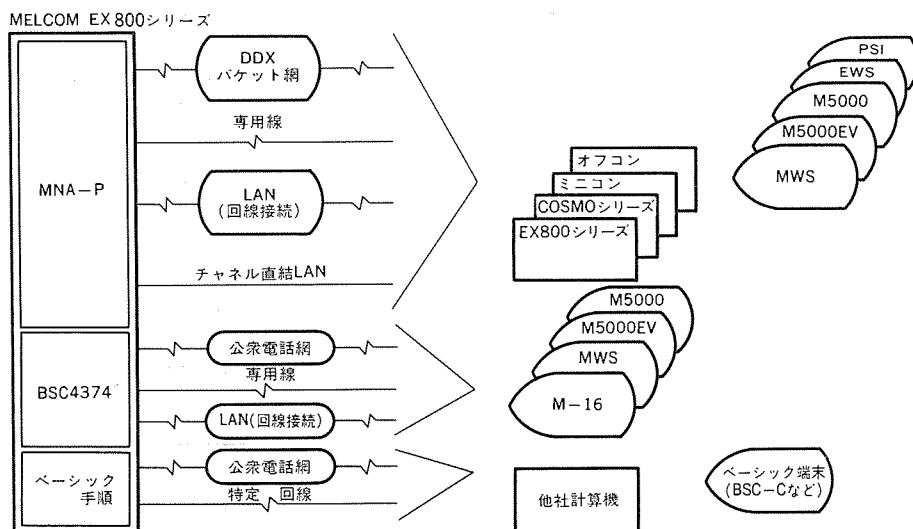 MELCOM EX800シリーズ
MNA-P
DDX
パケット網
専用線
LAN
(回線接続)
チャネル直結LAN
BSC4374
公衆電話網
専用線
LAN(回線接続)
ベーシック
手順
公衆電話網
特定 回線
オフコン
ミニコン
COSMOシリーズ
EX800シリーズ
PSI
EWS
M5000
M5000EV
MWS
M5000
M5000EV
MWS
M-16
他社計算機
ベーシック端末
(BSC-Cなど)